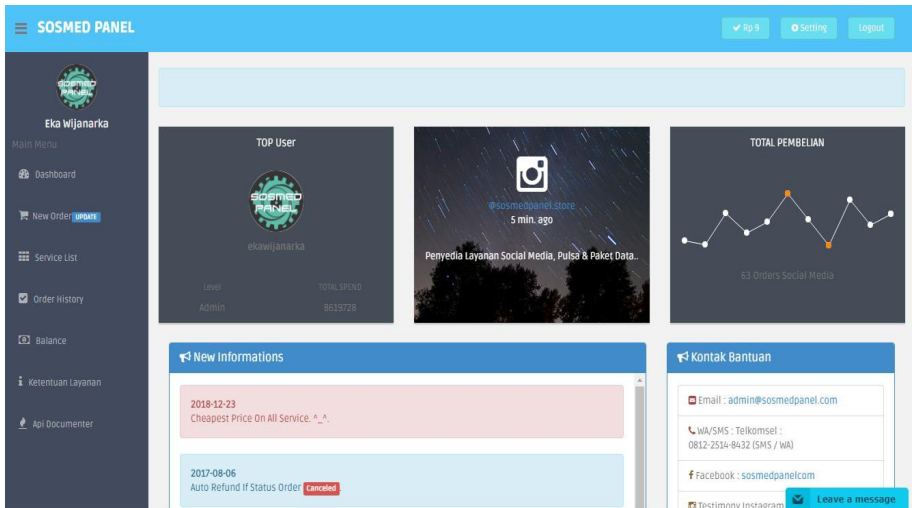 SOSMED PANEL
Rp 9
Setting
Logout
SOSMED
PANEL
Eka Wijanarka
Main Menu
Dashboard
New Order UPDATE
Service List
Order History
Balance
Ketentuan Layanan
Api Documenter
TOP User
SOSMED
PANEL
ekawijanarka
Level TOTAL SPEND
Admin 8619728
@sosmedpanel.store
5 min. ago
Penyedia Layanan Social Media, Pulsa & Paket Data..
TOTAL PEMBELIAN
63 Orders Social Media
New Informations
2018-12-23
Cheapest Price On All Service. ^_^.
2017-08-06
Auto Refund If Status Order Canceled.
Kontak Bantuan
Email : admin@sosmedpanel.com
WA/SMS : Telkomsel :
0812-2514-8432 (SMS / WA)
Facebook : sosmedpanelcom
Testimony Instagram
Leave a message